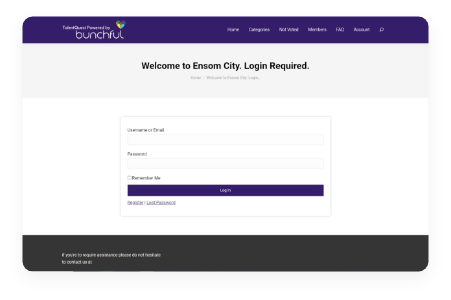 TalentQuest Powered by
bunchful
Home Categories Not Voted Members FAQ Account
Welcome to Ensom City. Login Required.
Home / Welcome to Ensom City. Login...
Username or Email
Password
Remember Me
Login
Register | Lost Password
If you're to require assistance please do not hesitate
to contact us at